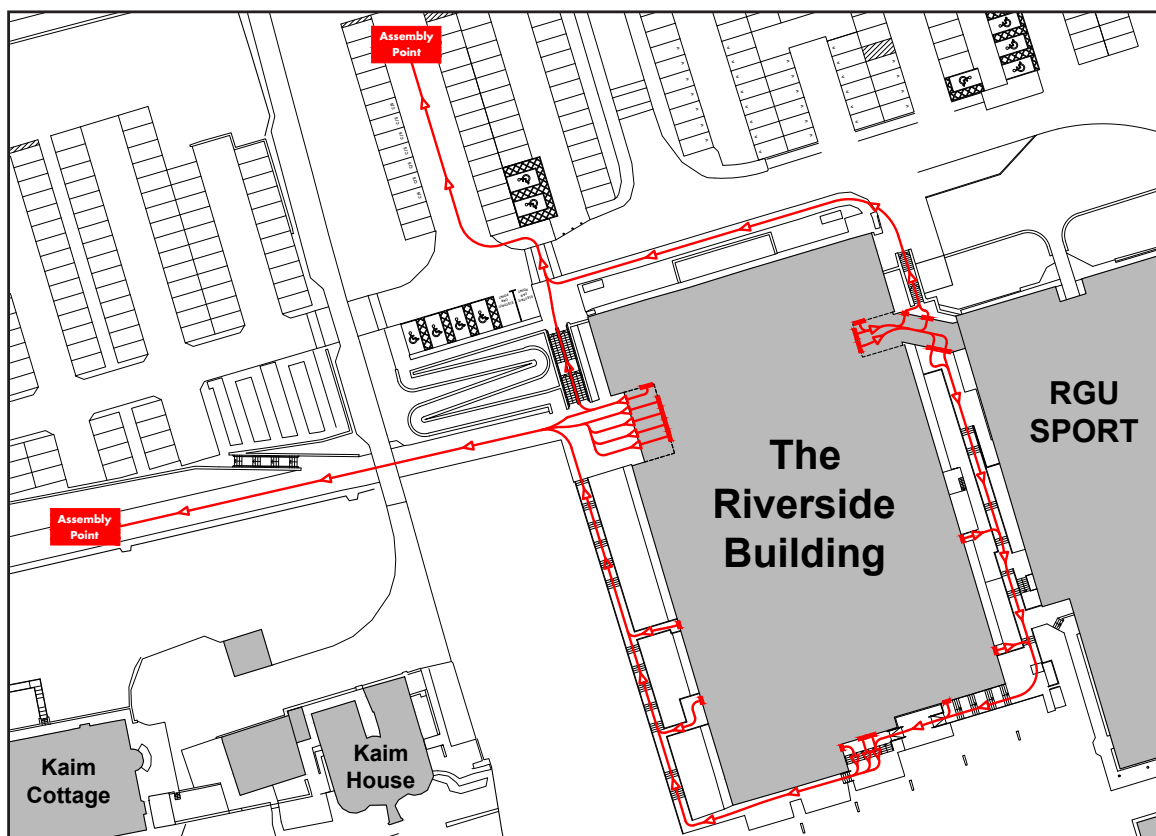 Assembly
Point
RGU
SPORT
The
Riverside
Building
Assembly
Point
Kaim
Cottage
Kaim
House